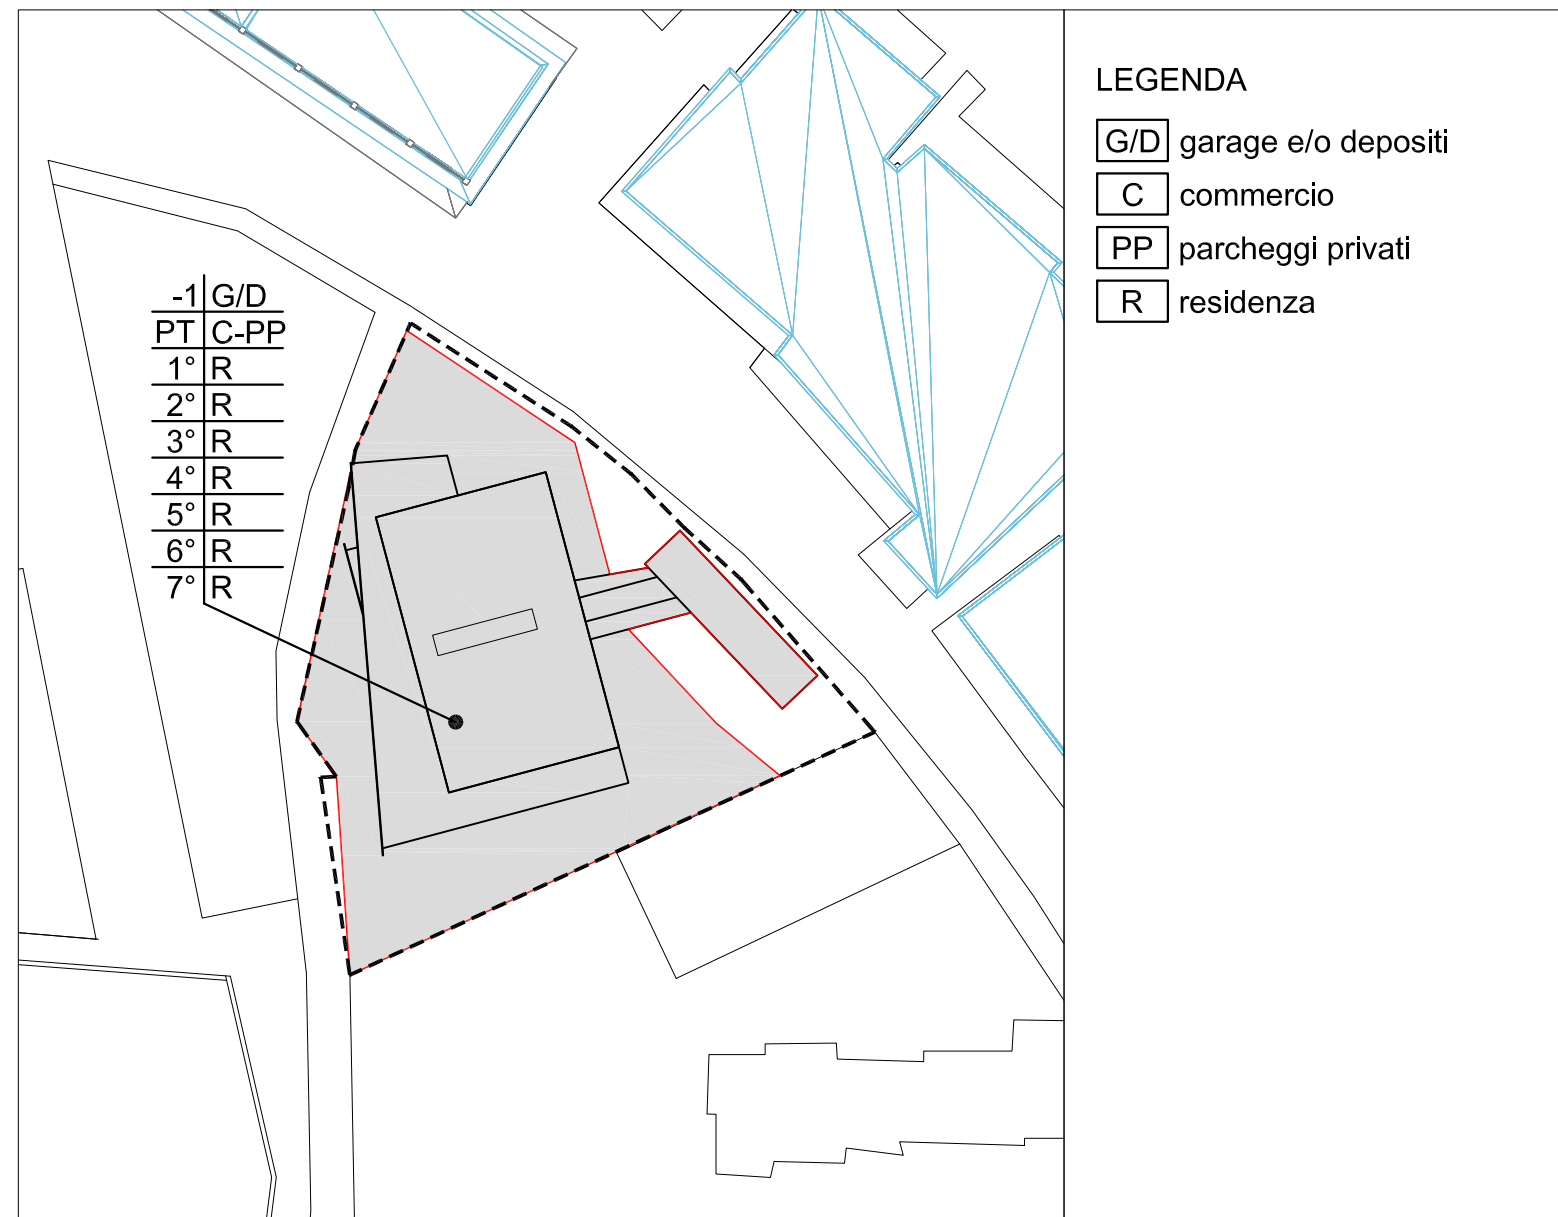 LEGENDA
G/D garage e/o depositi
C commercio
PP parcheggi privati
R residenza
-1 G/D
PT C-PP
1° R
2° R
3° R
4° R
5° R
6° R
7° R